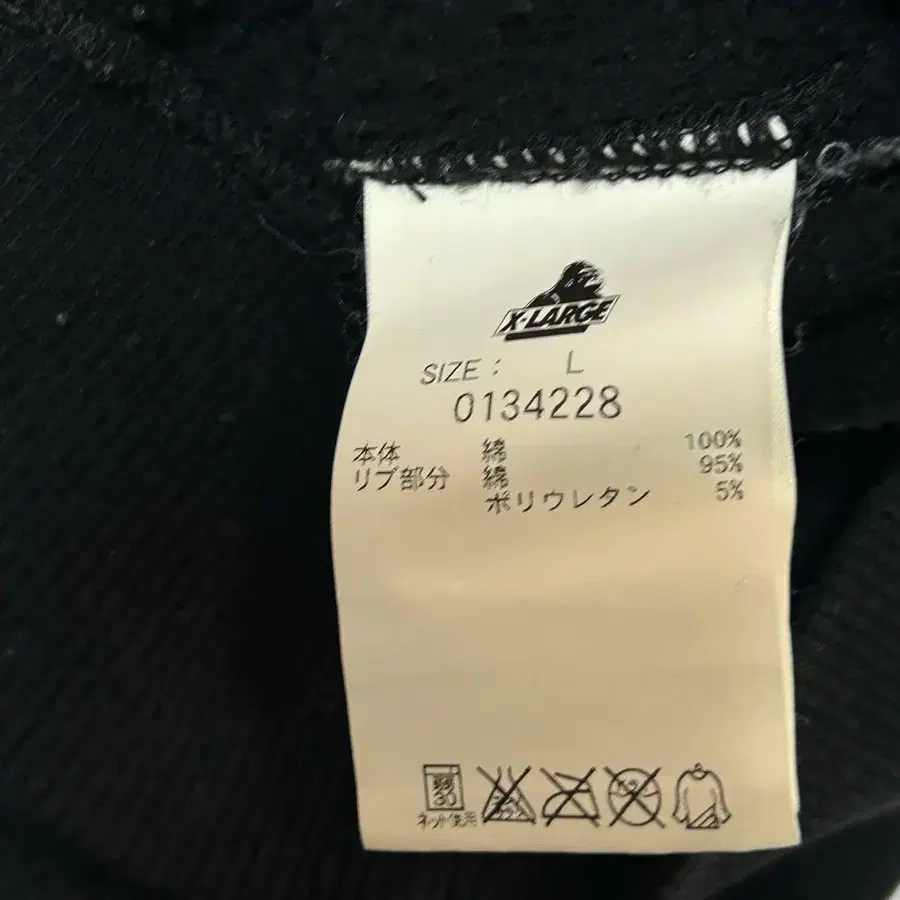 X-LARGE
SIZE : L
0134228
本体 綿 100%
リブ部分 綿 95%
ポリウレタン 5%
30
ネット使用